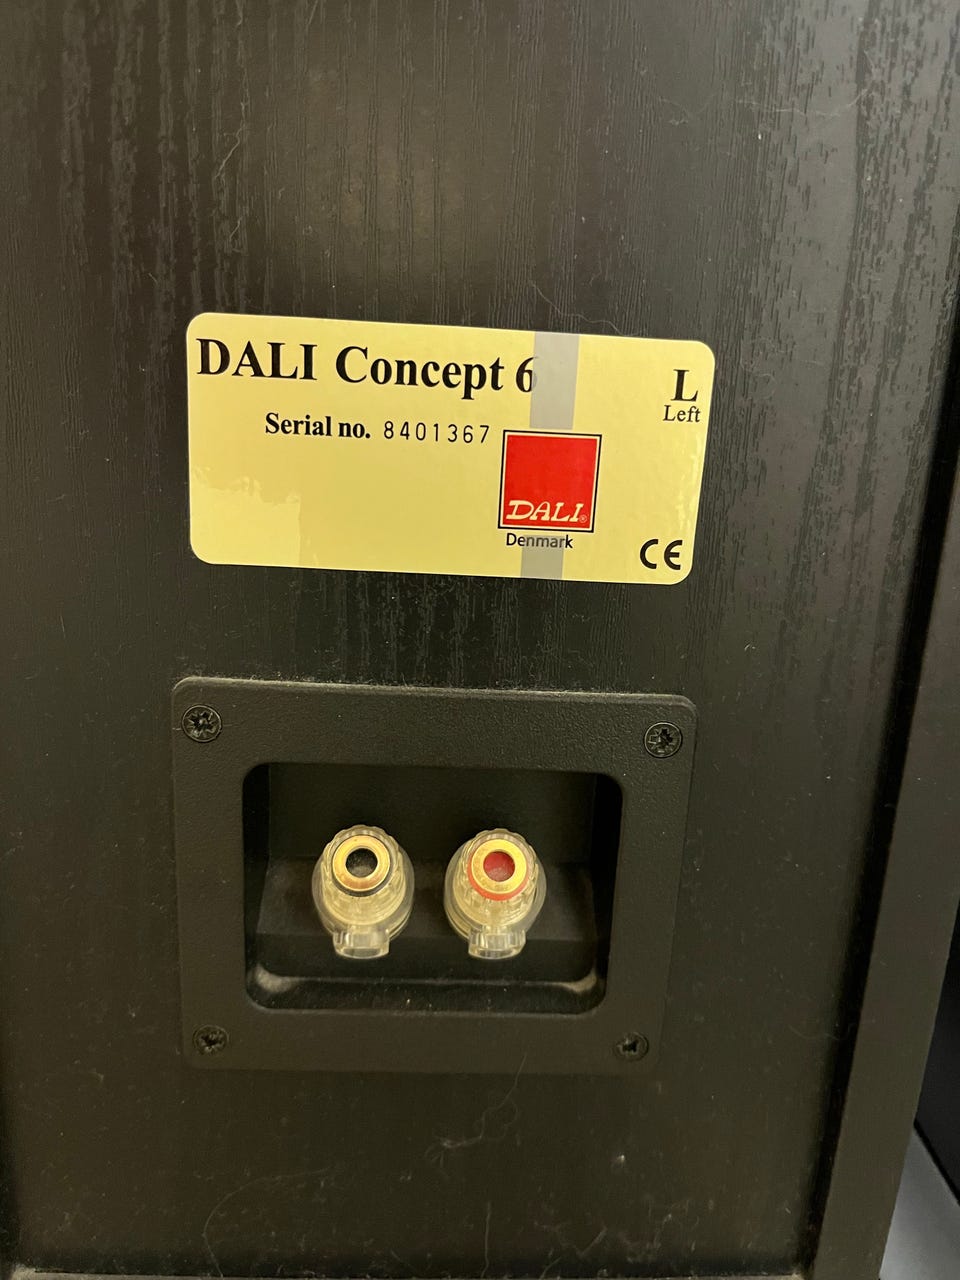 DALI Concept 6
L
Left
Serial no. 8401367
DALI®
Denmark
CE